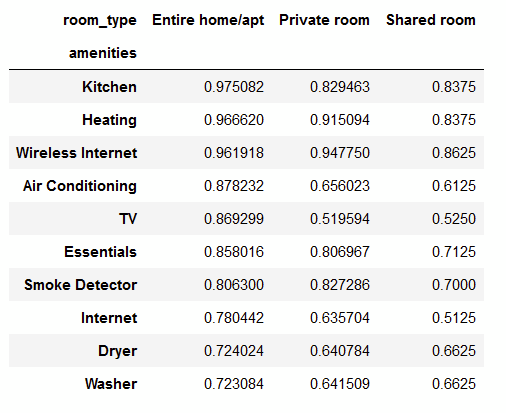 room_type Entire home/apt Private room Shared room
amenities
Kitchen 0.975082 0.829463 0.8375
Heating 0.966620 0.915094 0.8375
Wireless Internet 0.961918 0.947750 0.8625
Air Conditioning 0.878232 0.656023 0.6125
TV 0.869299 0.519594 0.5250
Essentials 0.858016 0.806967 0.7125
Smoke Detector 0.806300 0.827286 0.7000
Internet 0.780442 0.635704 0.5125
Dryer 0.724024 0.640784 0.6625
Washer 0.723084 0.641509 0.6625